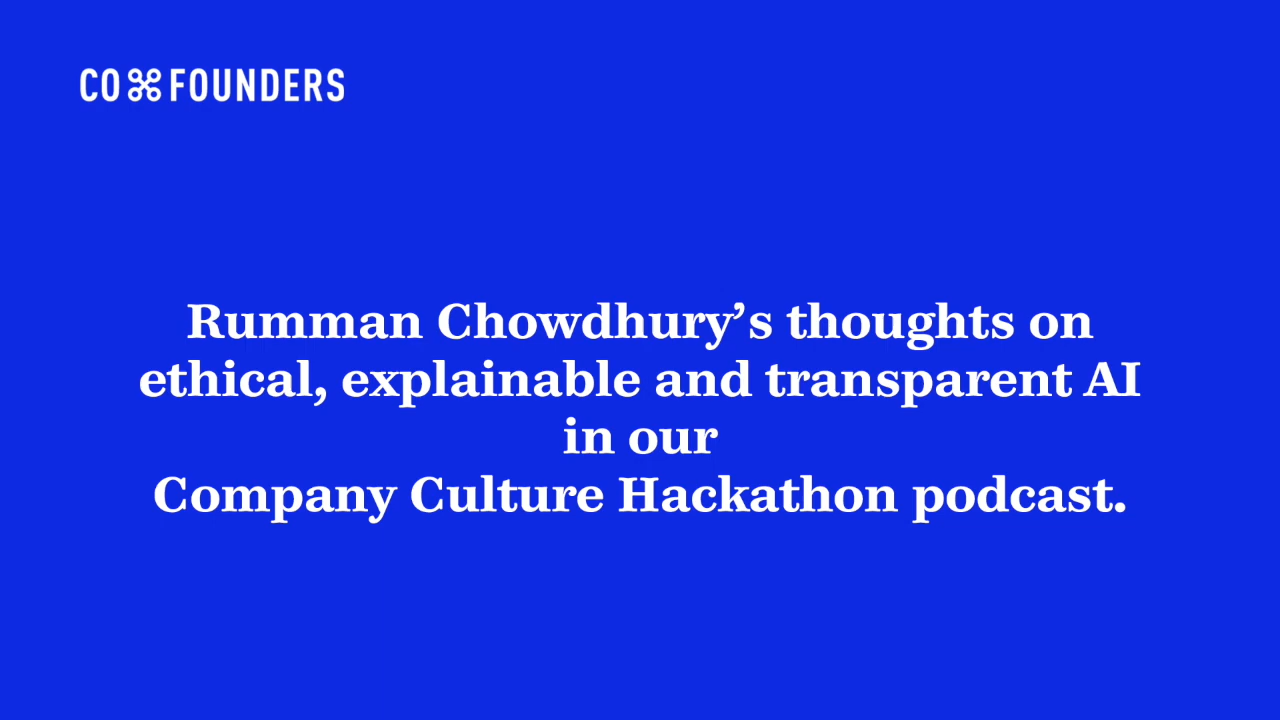 CO FOUNDERS
Rumman Chowdhury’s thoughts on
ethical, explainable and transparent AI
in our
Company Culture Hackathon podcast.